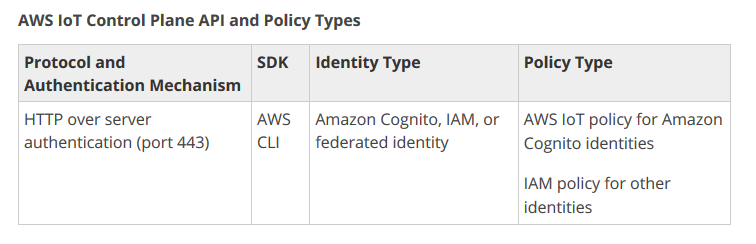 AWS IoT Control Plane API and Policy Types
Protocol and
Authentication Mechanism
SDK
Identity Type
Policy Type
HTTP over server
authentication (port 443)
AWS
CLI
Amazon Cognito, IAM, or
federated identity
AWS IoT policy for Amazon
Cognito identities
IAM policy for other
identities